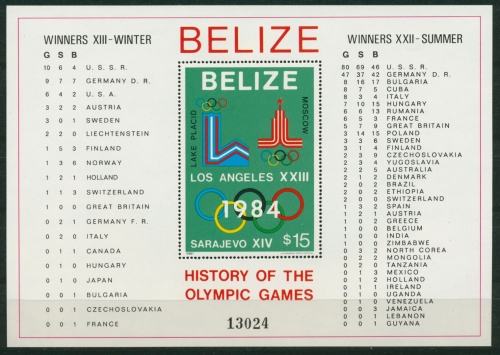 BELIZE
WINNERS XIII-WINTER
G S B
10 6 4 U. S. S. R.
9 7 7 GERMANY D. R.
6 4 2 U. S. A.
3 2 2 AUSTRIA
3 0 1 SWEDEN
2 2 0 LIECHTENSTEIN
1 5 3 FINLAND
1 3 6 NORWAY
1 2 1 HOLLAND
1 1 3 SWITZERLAND
1 0 0 GREAT BRITAIN
0 2 1 GERMANY F. R.
0 2 0 ITALY
0 1 1 CANADA
0 1 0 HUNGARY
0 1 0 JAPAN
0 0 1 BULGARIA
0 0 1 CZECHOSLOVAKIA
0 0 1 FRANCE
BELIZE
LAKE PLACID
MOSCOW
LOS ANGELES XXIII
1984
SARAJEVO XIV $15
HISTORY OF THE
OLYMPIC GAMES
13024
WINNERS XXII-SUMMER
G S B
80 69 46 U. S. S. R.
47 37 42 GERMANY D. R.
8 16 17 BULGARIA
8 7 5 CUBA
8 3 4 ITALY
7 10 15 HUNGARY
6 6 13 RUMANIA
6 5 3 FRANCE
5 7 9 GREAT BRITAIN
3 14 15 POLAND
3 3 6 SWEDEN
3 1 4 FINLAND
2 3 9 CZECHOSLOVAKIA
2 3 4 YUGOSLAVIA
2 2 5 AUSTRALIA
2 1 2 DENMARK
2 0 2 BRAZIL
2 0 2 ETHIOPIA
2 0 0 SWITZERLAND
1 3 2 SPAIN
1 2 1 AUSTRIA
1 0 2 GREECE
1 0 0 BELGIUM
1 0 0 INDIA
1 0 0 ZIMBABWE
0 3 2 NORTH COREA
0 2 2 MONGOLIA
0 2 0 TANZANIA
0 1 3 MEXICO
0 1 2 HOLLAND
0 1 1 IRELAND
0 1 0 UGANDA
0 1 0 VENEZUELA
0 0 3 JAMAICA
0 0 1 LEBANON
0 0 1 GUYANA